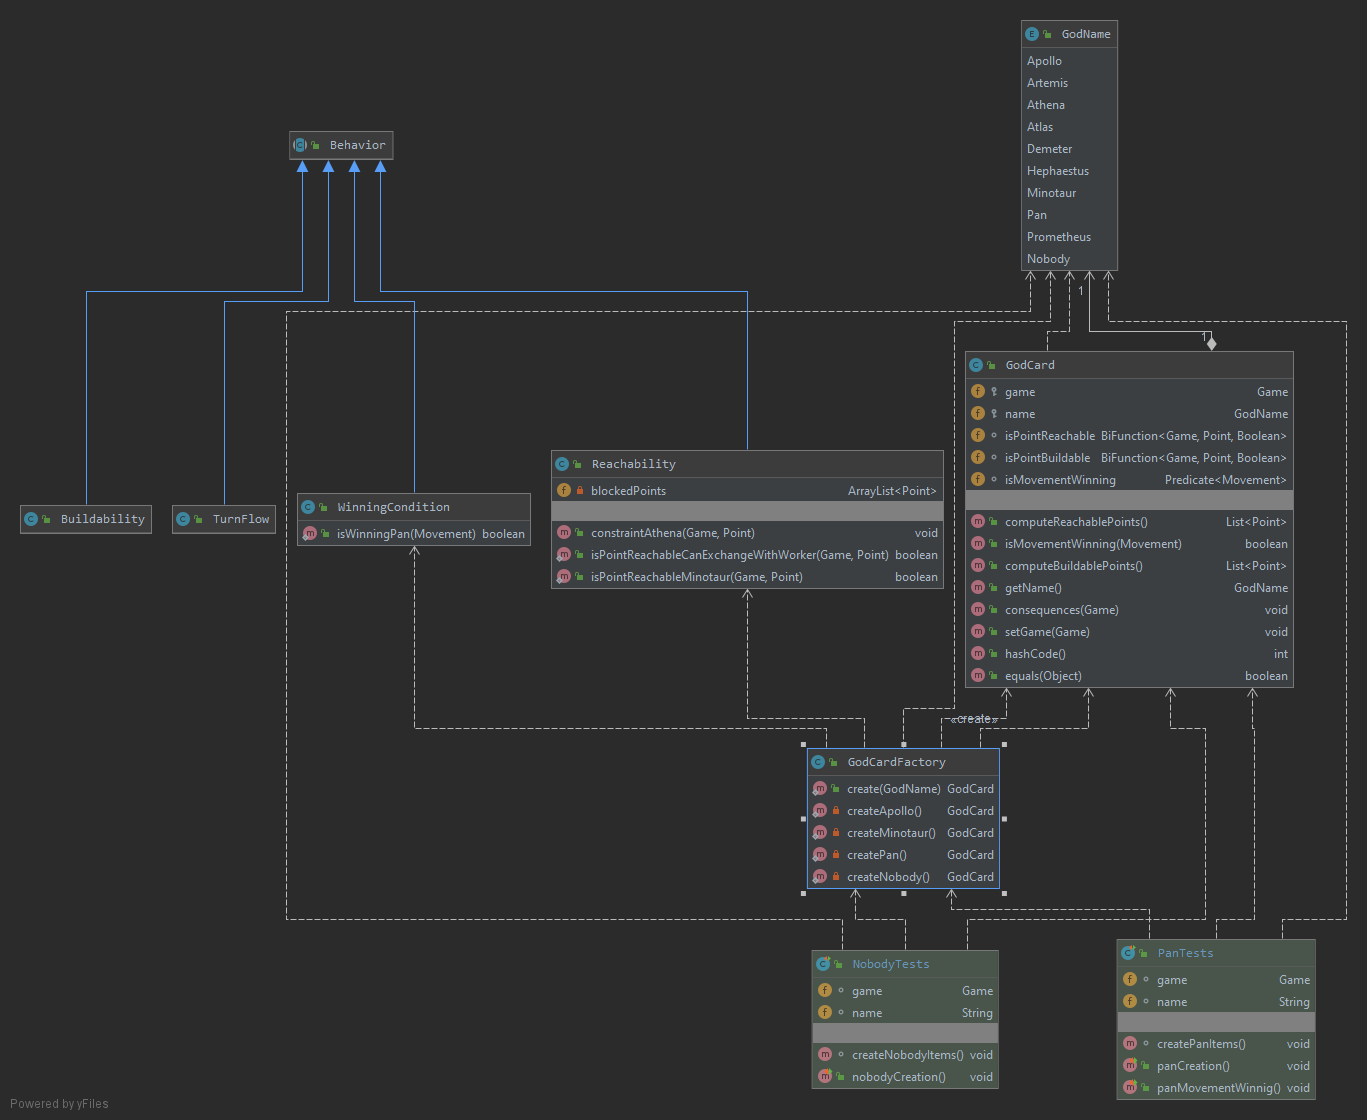 GodName
Apollo
Artemis
Athena
Atlas
Demeter
Hephaestus
Minotaur
Pan
Prometheus
Nobody
Behavior
1
1
GodCard
game Game
name GodName
isPointReachable BiFunction<Game, Point, Boolean>
isPointBuildable BiFunction<Game, Point, Boolean>
isMovementWinning Predicate<Movement>
computeReachablePoints() List<Point>
isMovementWinning(Movement) boolean
computeBuildablePoints() List<Point>
getName() GodName
consequences(Game) void
setGame(Game) void
hashCode() int
equals(Object) boolean
Reachability
blockedPoints ArrayList<Point>
constraintAthena(Game, Point) void
isPointReachableCanExchangeWithWorker(Game, Point) boolean
isPointReachableMinotaur(Game, Point) boolean
Buildability
TurnFlow
WinningCondition
isWinningPan(Movement) boolean
«create»
GodCardFactory
create(GodName) GodCard
createApollo() GodCard
createMinotaur() GodCard
createPan() GodCard
createNobody() GodCard
NobodyTests
game Game
name String
createNobodyItems() void
nobodyCreation() void
PanTests
game Game
name String
createPanItems() void
panCreation() void
panMovementWinnig() void
Powered by yFiles